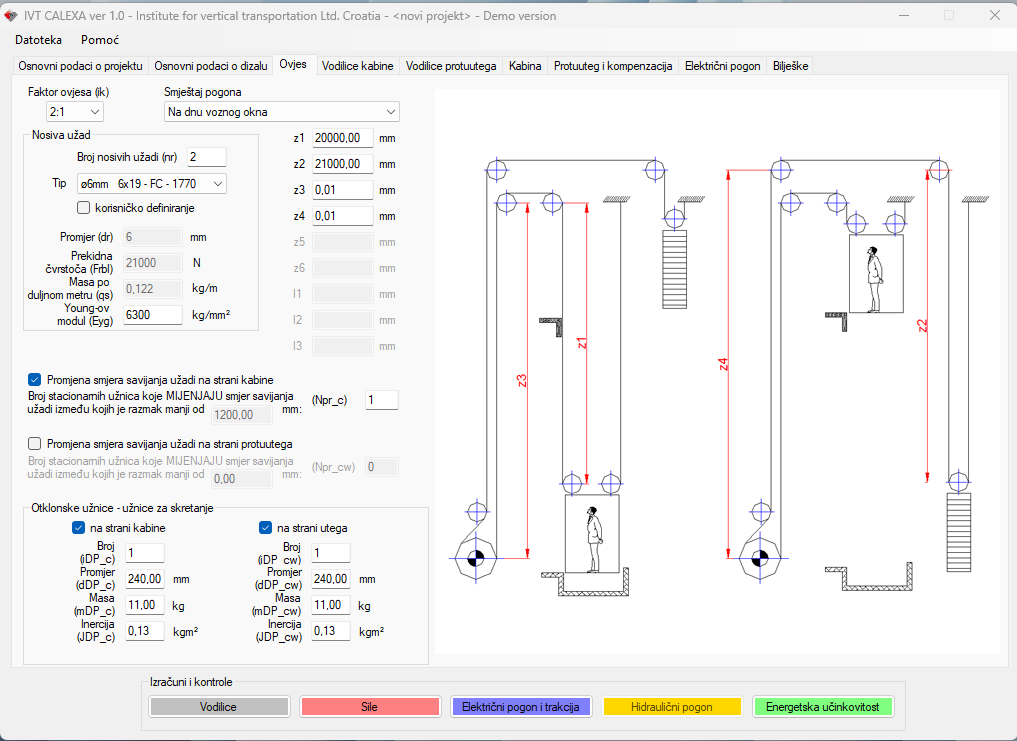 IVT CALEXA ver 1.0 - Institute for vertical transportation Ltd. Croatia - <novi projekt> - Demo version
Datoteka Pomoć
Osnovni podaci o projektu Osnovni podaci o dizalu Ovjes Vodilice kabine Vodilice protuutega Kabina Protuuteg i kompenzacija Električni pogon Bilješke
Faktor ovjesa (ik) Smještaj pogona
2:1 Na dnu voznog okna
Nosiva užad
Broj nosivih užadi (nr) 2
Tip ø6mm 6x19 - FC - 1770
korisničko definiranje
Promjer (dr) 6 mm
Prekidna
čvrstoća (Frbl) 21000 N
Masa po
duljnom metru (qs) 0,122 kg/m
Young-ov
modul (Eyg) 6300 kg/mm²
z1 20000,00 mm
z2 21000,00 mm
z3 0,01 mm
z4 0,01 mm
z5 mm
z6 mm
l1 mm
l2 mm
l3 mm
Promjena smjera savijanja užadi na strani kabine
Broj stacionarnih užnica koje MIJENJAJU smjer savijanja
užadi između kojih je razmak manji od 1200,00 mm: (Npr_c) 1
Promjena smjera savijanja užadi na strani protuutega
Broj stacionarnih užnica koje MIJENJAJU smjer savijanja
užadi između kojih je razmak manji od 0,00 mm: (Npr_cw) 0
Otklonske užnice - užnice za skretanje
na strani kabine
Broj
(iDP_c) 1
Promjer
(dDP_c) 240,00 mm
Masa
(mDP_c) 11,00 kg
Inercija
(JDP_c) 0,13 kgm²
na strani utega
Broj
(iDP_cw) 1
Promjer
(dDP_cw) 240,00 mm
Masa
(mDP_cw) 11,00 kg
Inercija
(JDP_cw) 0,13 kgm²
z3
z1
z4
z2
Izračuni i kontrole
Vodilice Sile Električni pogon i trakcija Hidraulični pogon Energetska učinkovitost